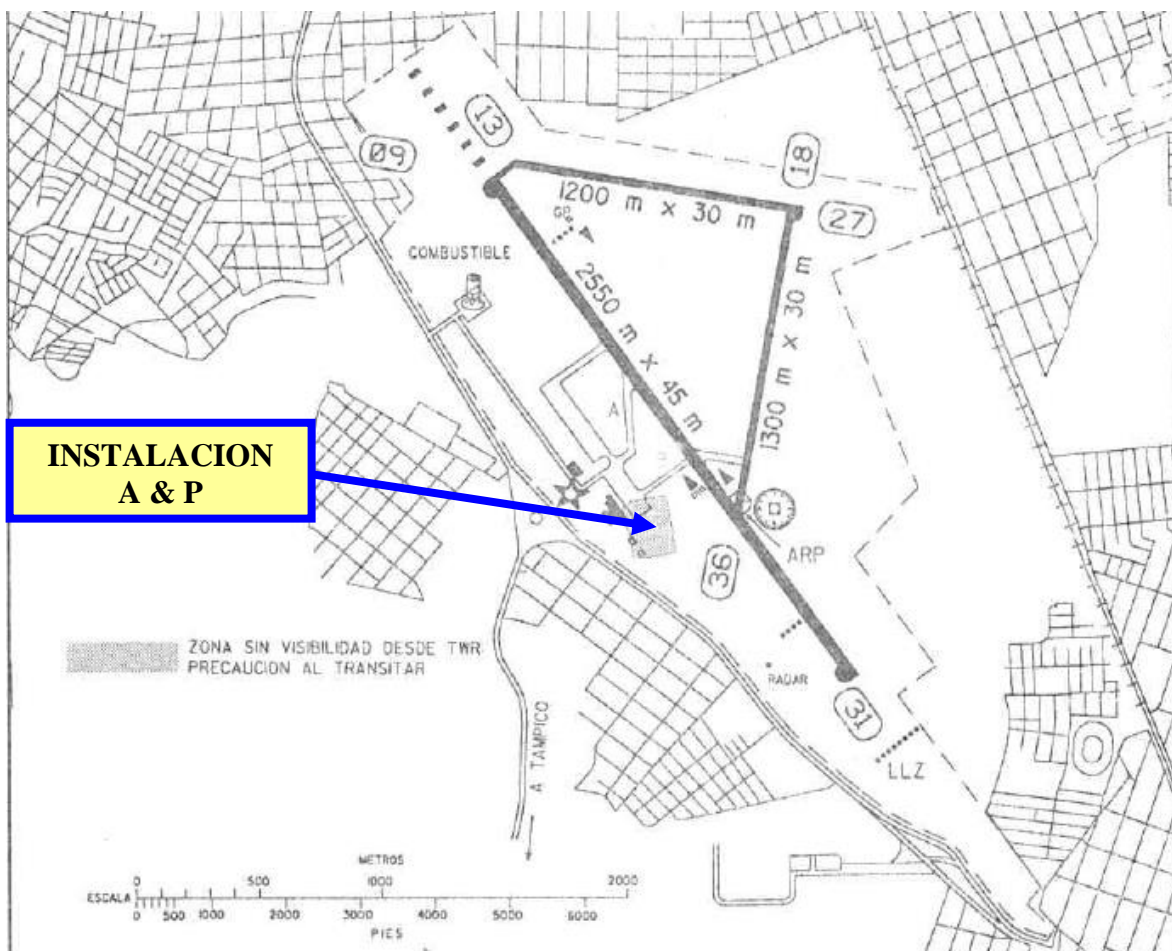 13
09
18
1200 m x 30 m
27
GP
COMBUSTIBLE
2550 m x 45 m
1300 m x 30 m
A
INSTALACION
A & P
ARP
36
ZONA SIN VISIBILIDAD DESDE TWR
PRECAUCION AL TRANSITAR
RADAR
31
A TAMPICO
LLZ
METROS
0 500 1000 2000
ESCALA
0 500 1000 2000 3000 4000 5000 6000
PIES